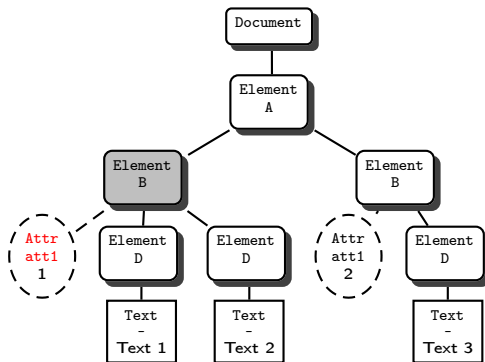 Document
Element
A
Element
B
Element
B
Attr
att1
1
Element
D
Element
D
Attr
att1
2
Element
D
Text
-
Text 1
Text
-
Text 2
Text
-
Text 3